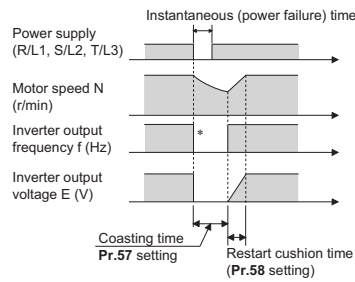 Instantaneous (power failure) time
Power supply
(R/L1, S/L2, T/L3)
Motor speed N
(r/min)
Inverter output
frequency f (Hz)
*
Inverter output
voltage E (V)
Coasting time
Pr.57 setting
Restart cushion time
(Pr.58 setting)